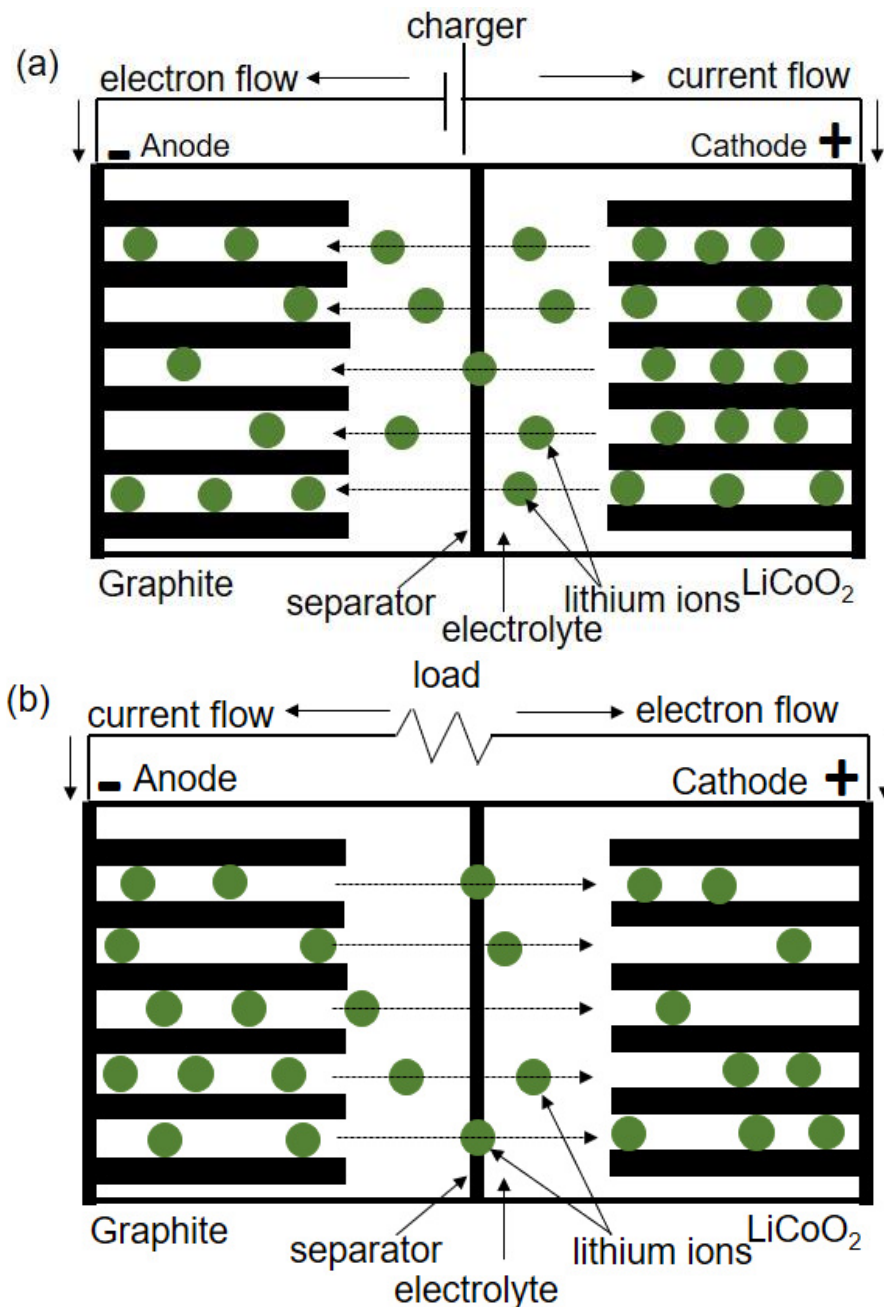 charger
(a)
electron flow
current flow
- Anode
Cathode +
Graphite
separator
electrolyte
lithium ions
LiCoO₂
load
(b)
current flow
electron flow
- Anode
Cathode +
Graphite
separator
electrolyte
lithium ions
LiCoO₂